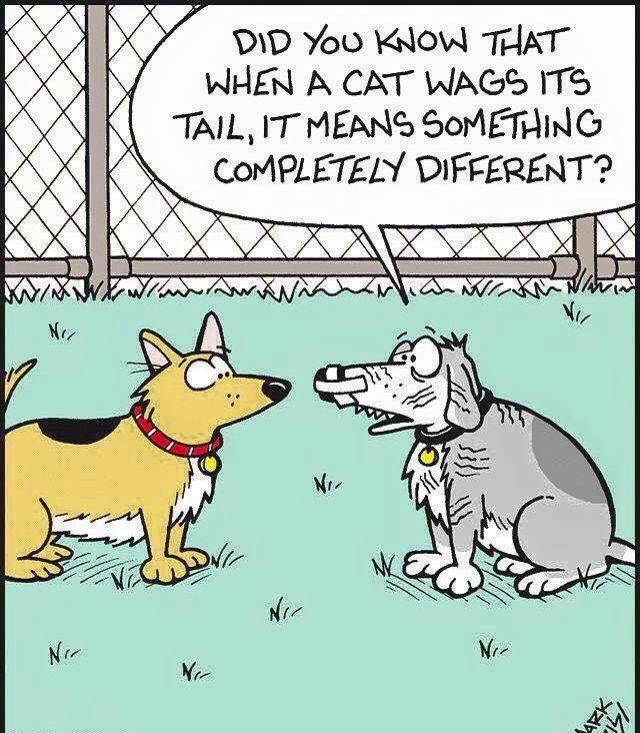 DID YOU KNOW THAT
WHEN A CAT WAGS ITS
TAIL, IT MEANS SOMETHING
COMPLETELY DIFFERENT?